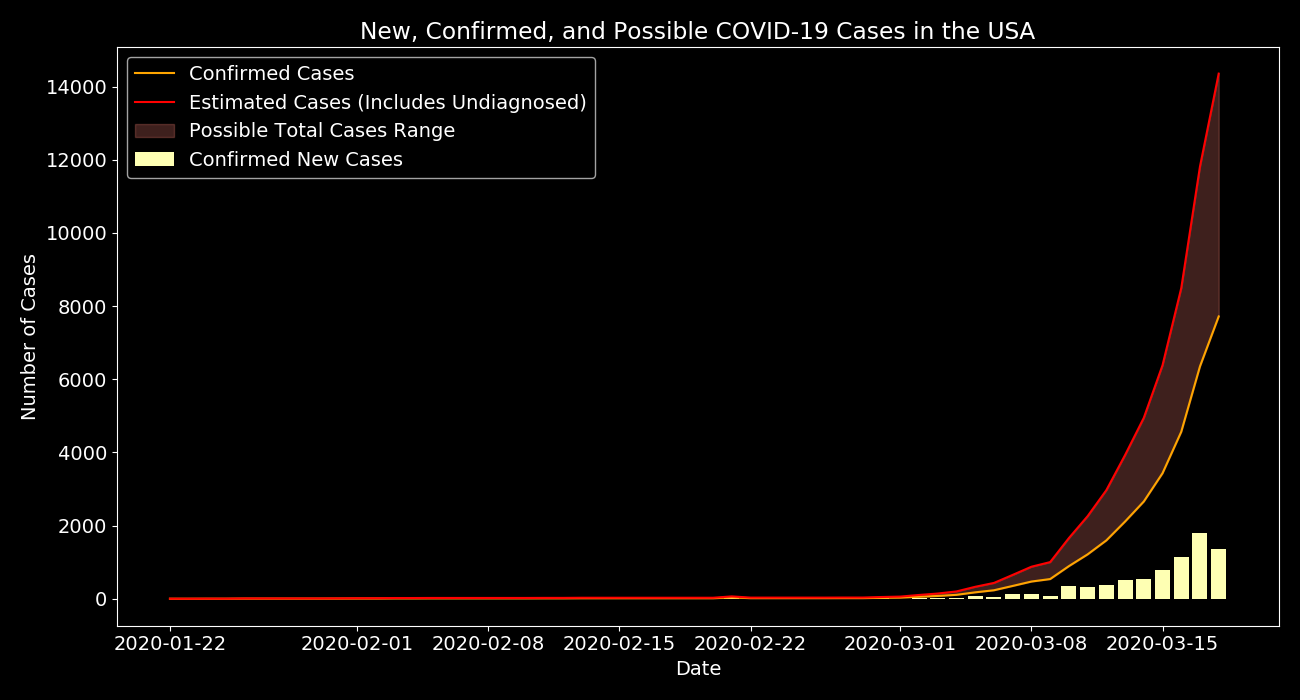 New, Confirmed, and Possible COVID-19 Cases in the USA
Confirmed Cases
Estimated Cases (Includes Undiagnosed)
Possible Total Cases Range
Confirmed New Cases
14000
12000
10000
8000
6000
4000
2000
0
Number of Cases
2020-01-22 2020-02-01 2020-02-08 2020-02-15 2020-02-22 2020-03-01 2020-03-08 2020-03-15
Date